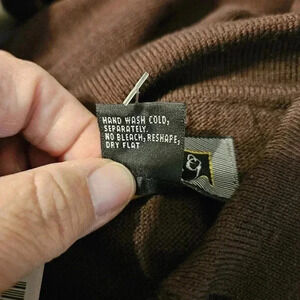 HAND WASH COLD,
SEPARATELY.
NO BLEACH, RESHAPE,
DRY FLAT